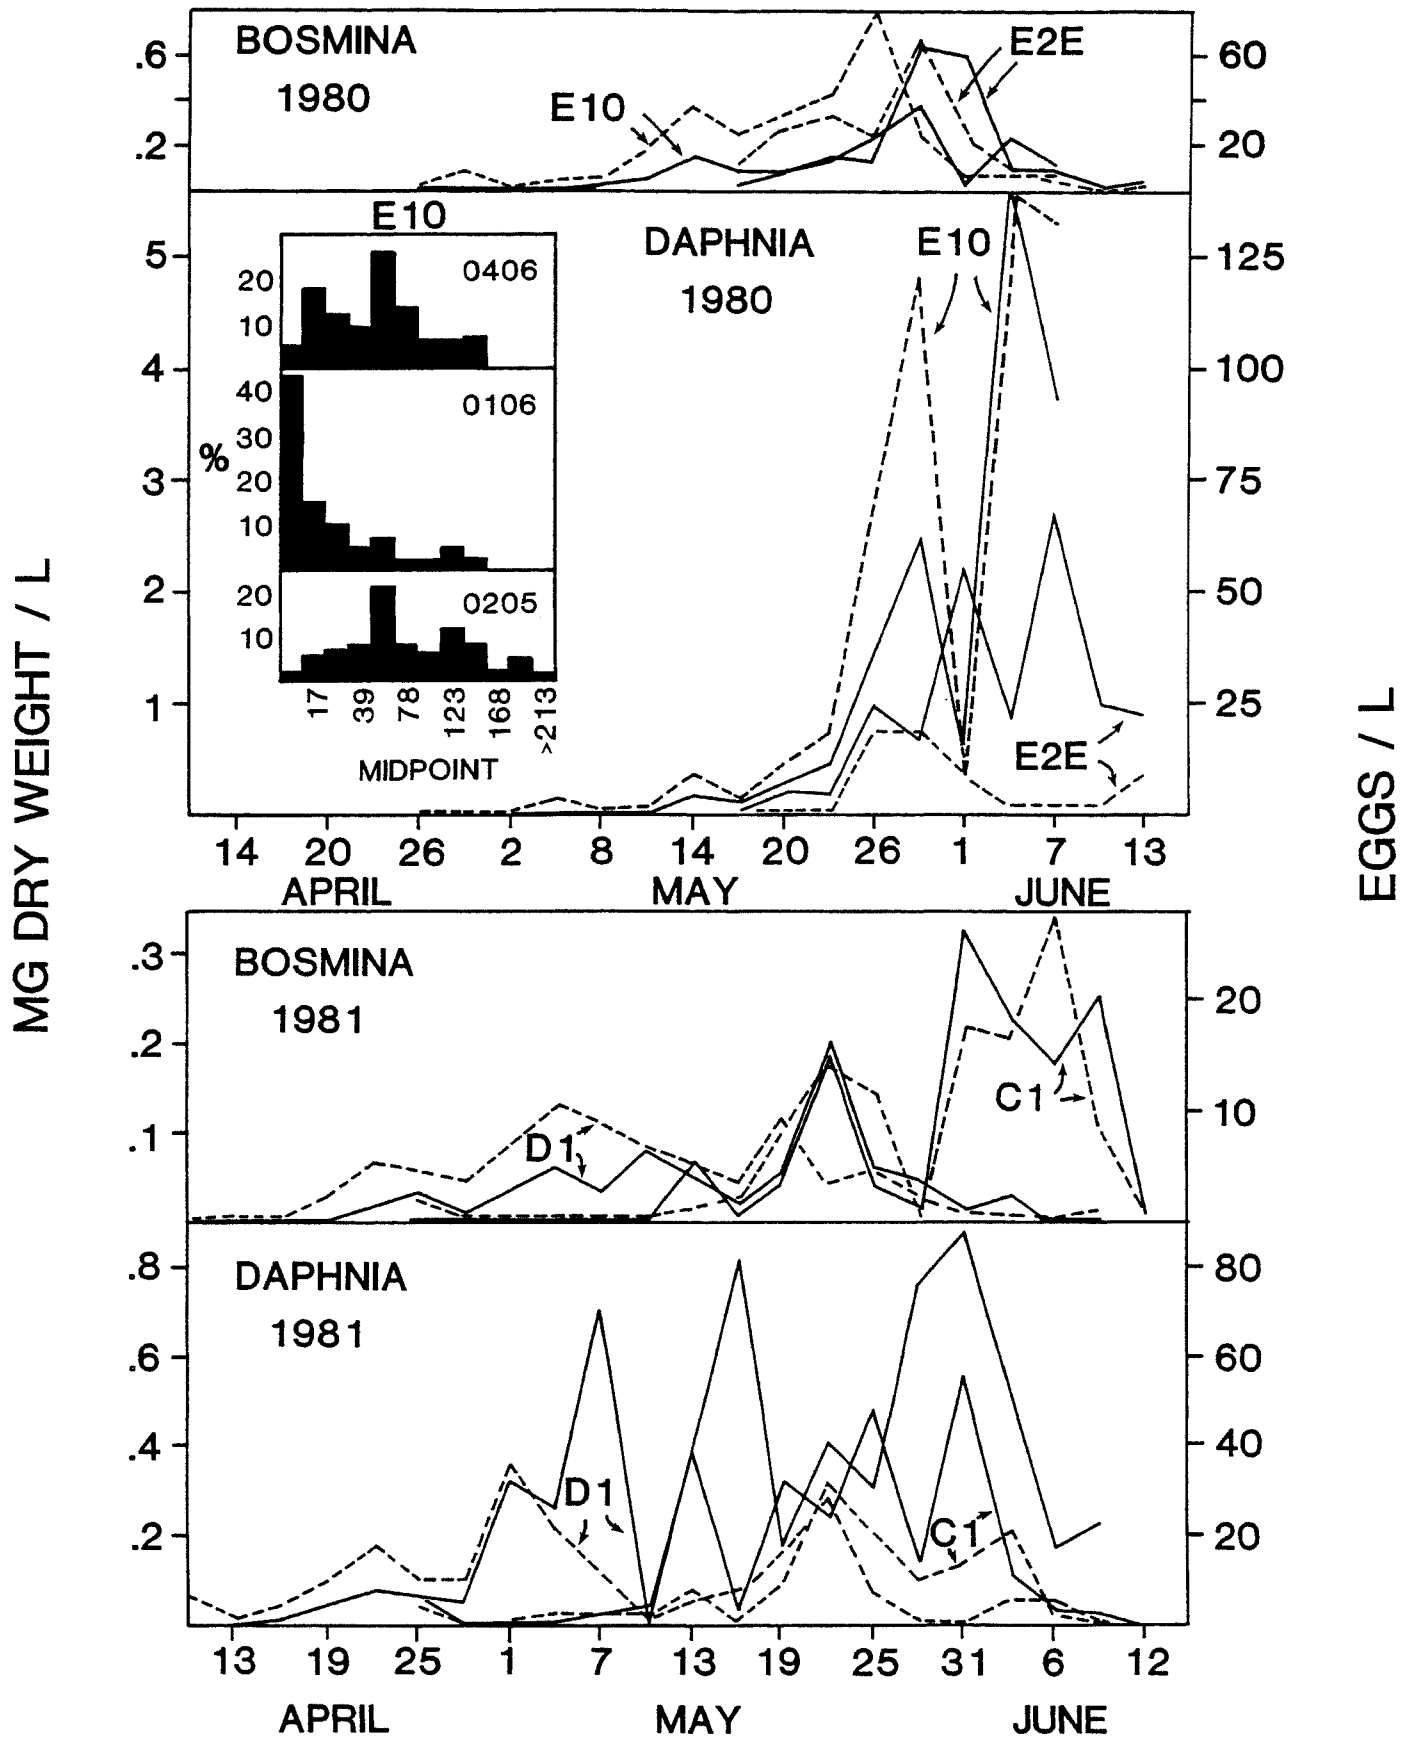 BOSMINA
1980
.6
.2
60
20
E2E
E10
E10
DAPHNIA
1980
E10
5
4
3
2
1
125
100
75
50
25
20
10
0406
40
30
20
10
0106
%
20
10
0205
17 39 78 123 168 >213
MIDPOINT
E2E
14 20 26 2 8 14 20 26 1 7 13
APRIL MAY JUNE
MG DRY WEIGHT / L
EGGS / L
BOSMINA
1981
.3
.2
.1
20
10
D1
C1
DAPHNIA
1981
.8
.6
.4
.2
80
60
40
20
D1
C1
13 19 25 1 7 13 19 25 31 6 12
APRIL MAY JUNE